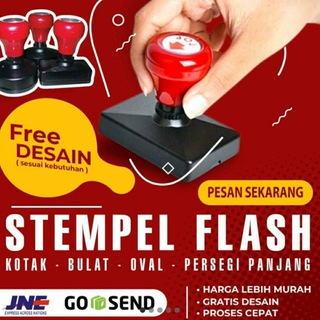 Free
DESAIN
( sesuai kebutuhan )
PESAN SEKARANG
STEMPEL FLASH
KOTAK - BULAT - OVAL - PERSEGI PANJANG
JNE
EXPRESS ACROSS NATIONS
GO SEND
• HARGA LEBIH MURAH
• GRATIS DESAIN
• PROSES CEPAT